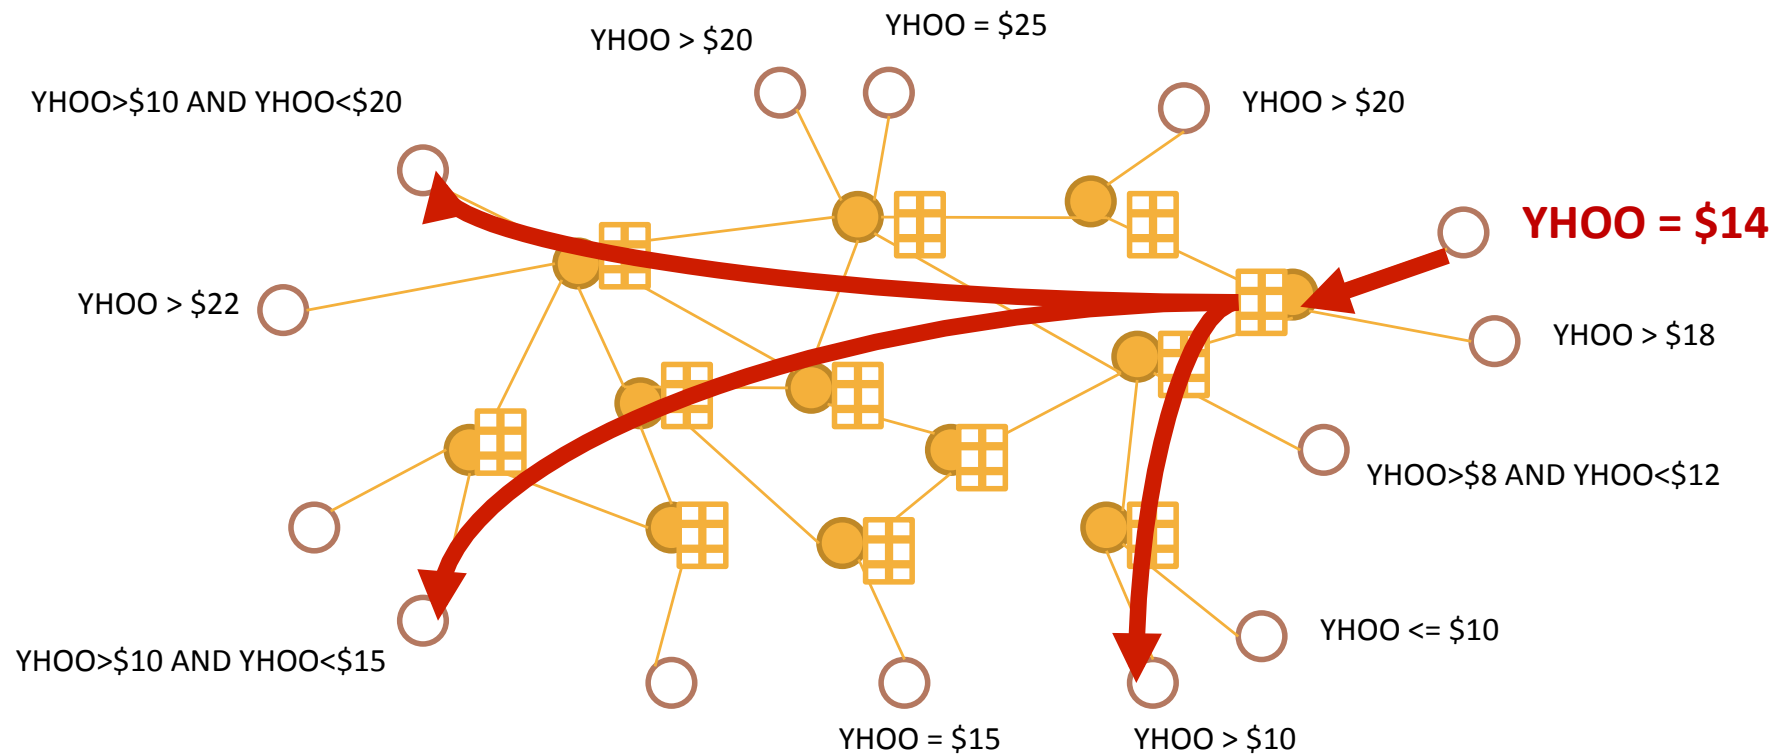 YHOO = $25
YHOO > $20
YHOO>$10 AND YHOO<$20
YHOO > $20
YHOO = $14
YHOO > $22
YHOO > $18
YHOO>$8 AND YHOO<$12
YHOO <= $10
YHOO>$10 AND YHOO<$15
YHOO = $15
YHOO > $10